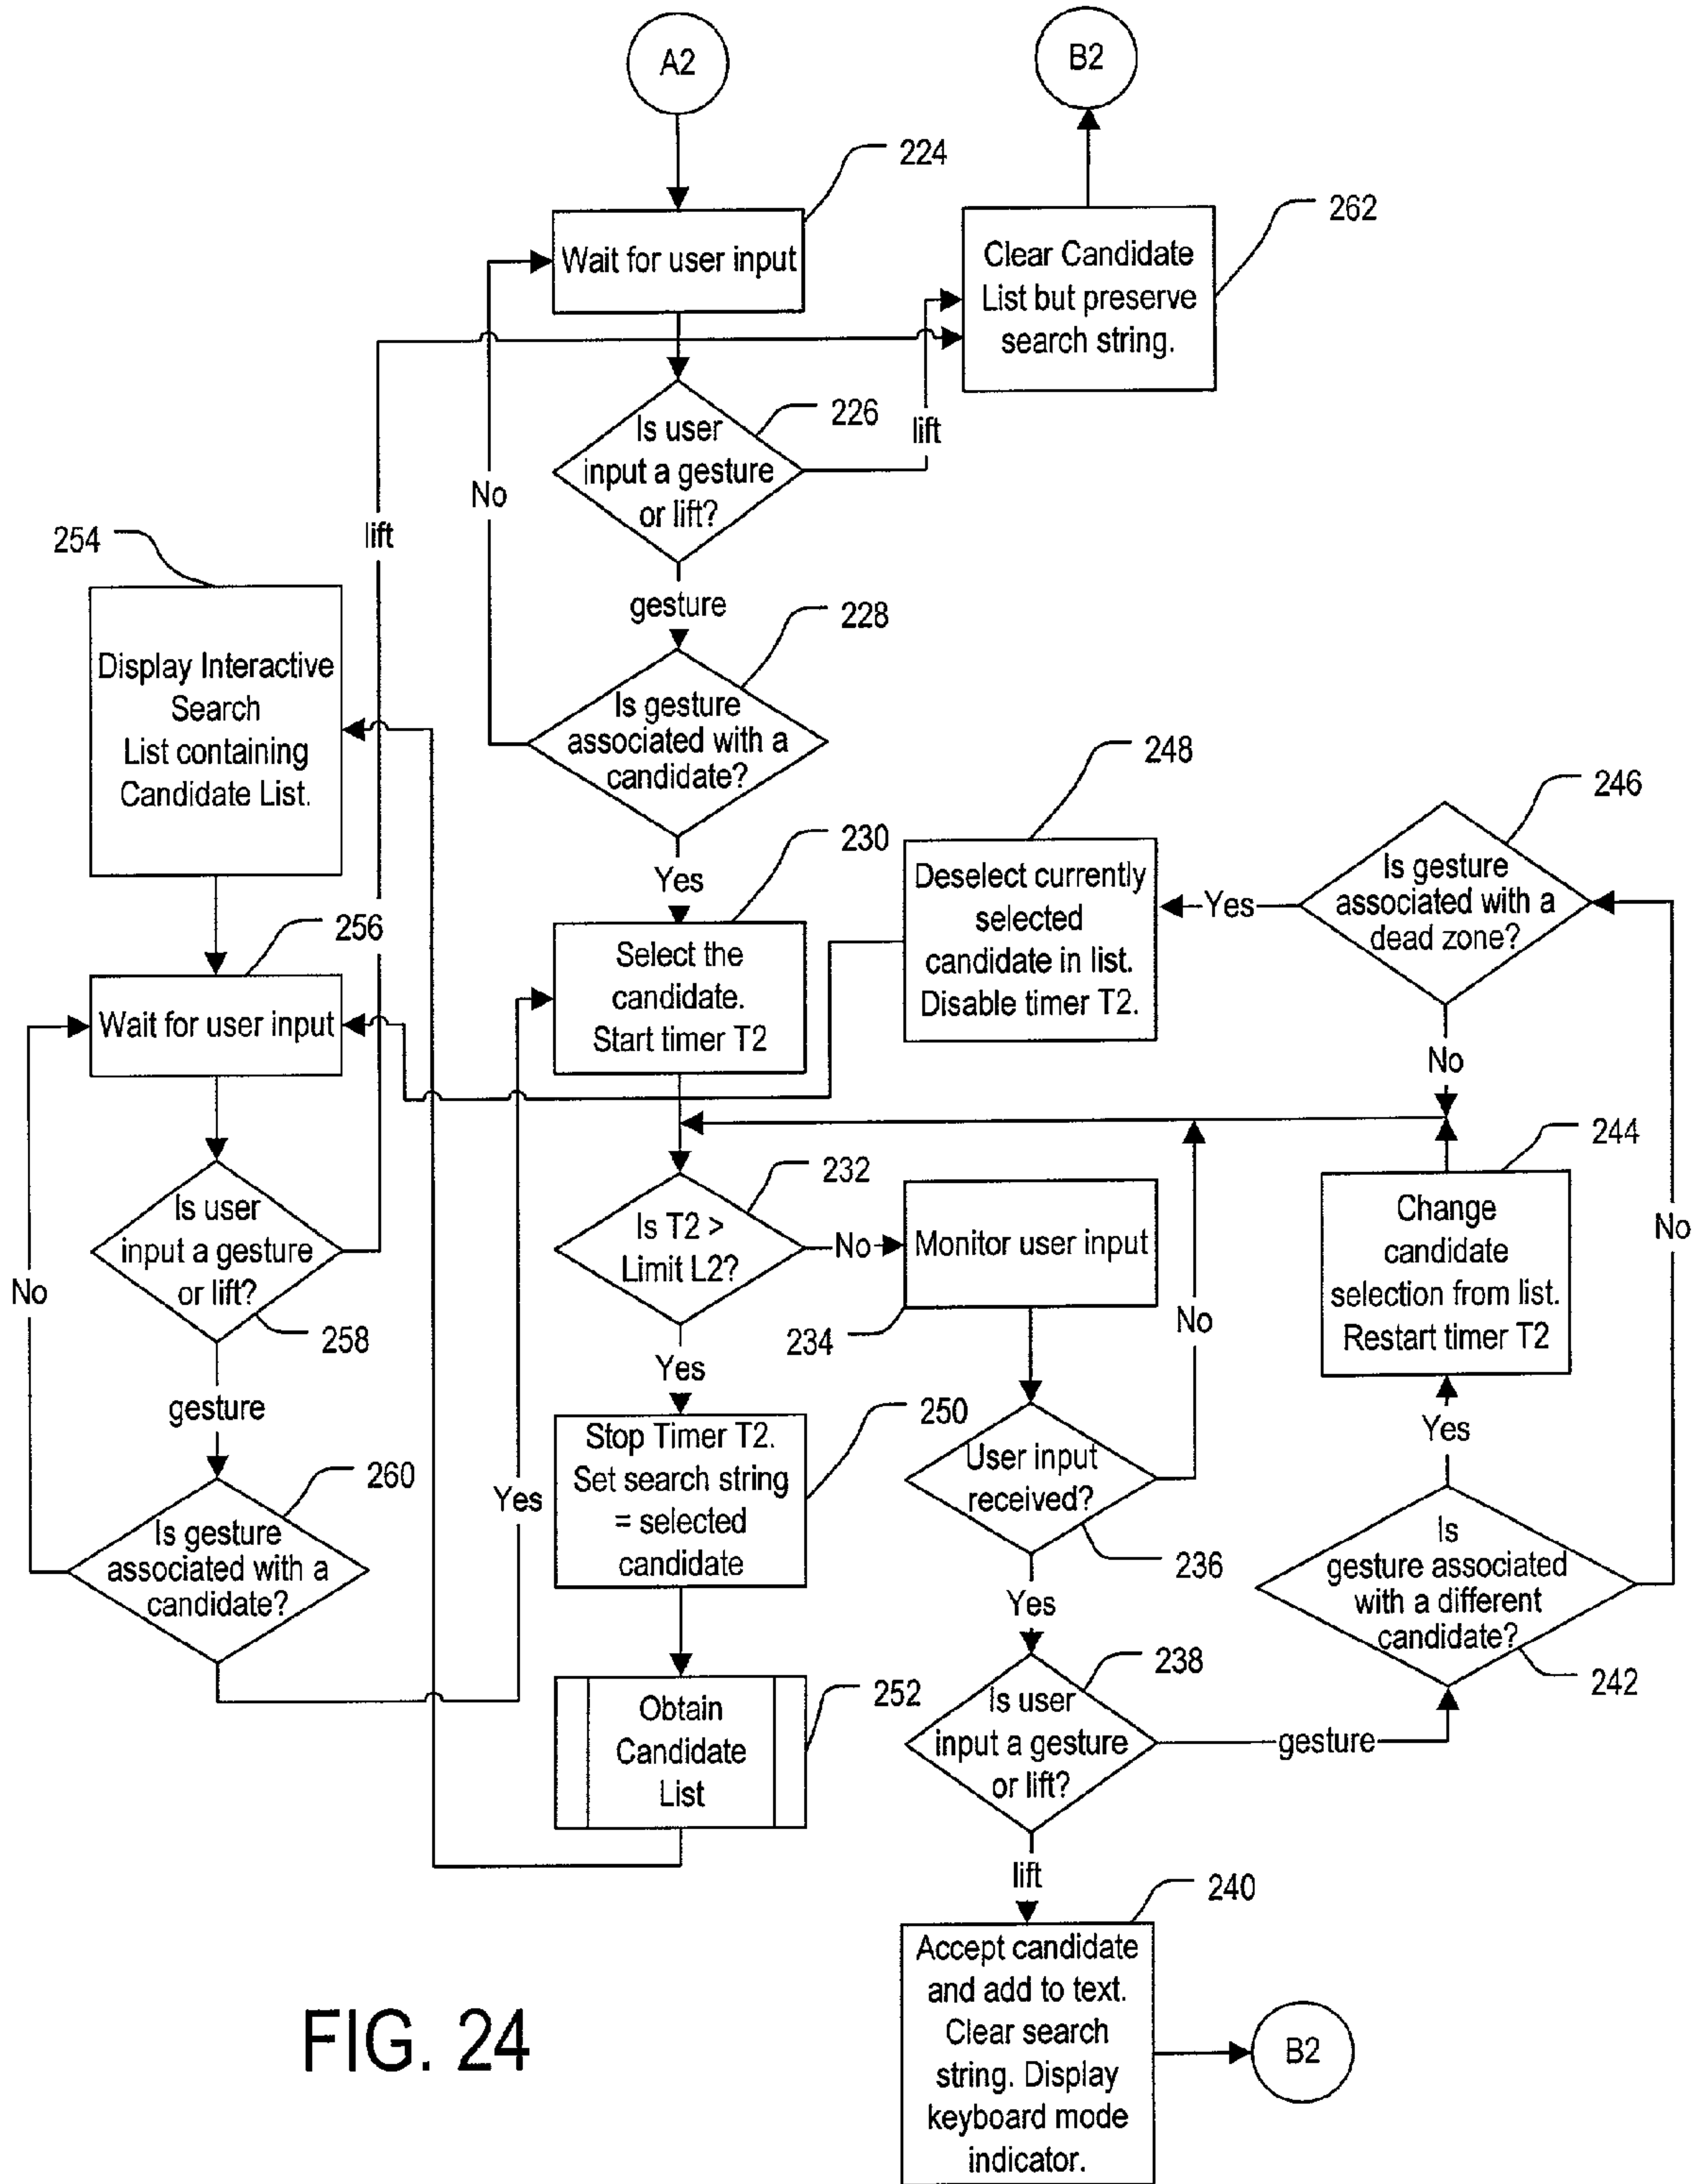 A2
B2
224
Wait for user input
262
Clear Candidate
List but preserve
search string.
226
Is user
input a gesture
or lift?
lift
No
lift
gesture
228
Is gesture
associated with a
candidate?
254
Display Interactive
Search
List containing
Candidate List.
Yes
230
Select the
candidate.
Start timer T2
248
Deselect currently
selected
candidate in list.
Disable timer T2.
Yes
246
Is gesture
associated with a
dead zone?
No
256
Wait for user input
232
Is T2 >
Limit L2?
No
Monitor user input
234
No
244
Change
candidate
selection from list.
Restart timer T2
No
Is user
input a gesture
or lift?
258
No
gesture
Yes
250
Stop Timer T2.
Set search string
= selected
candidate
User input
received?
236
Yes
Is
gesture associated
with a different
candidate?
242
260
Is gesture
associated with a
candidate?
Yes
Yes
252
Obtain
Candidate
List
238
Is user
input a gesture
or lift?
gesture
lift
240
Accept candidate
and add to text.
Clear search
string. Display
keyboard mode
indicator.
B2
FIG. 24